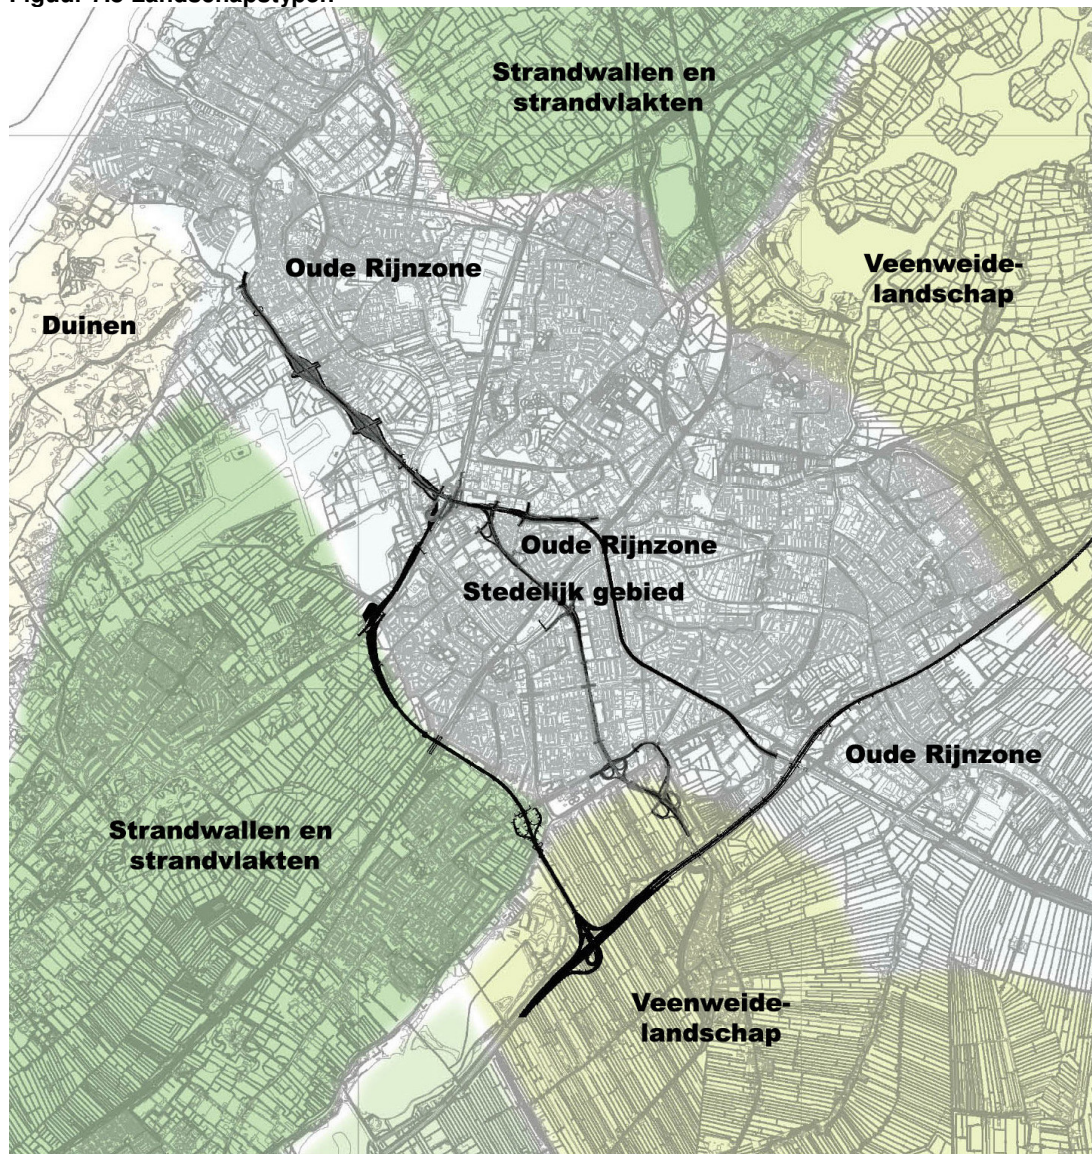 Strandwallen en
strandvlakten
Oude Rijnzone
Veenweide-
landschap
Duinen
Oude Rijnzone
Stedelijk gebied
Oude Rijnzone
Strandwallen en
strandvlakten
Veenweide-
landschap